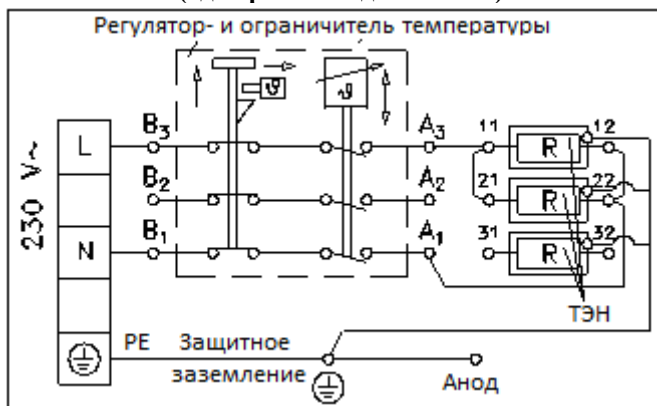 Регулятор- и ограничитель температуры
230 V~
L
N
B3
B2
B1
ϑ
ϑ
A3
A2
A1
11
R
12
21
R
22
31
R
32
ТЭН
PE
Защитное
заземление
Анод